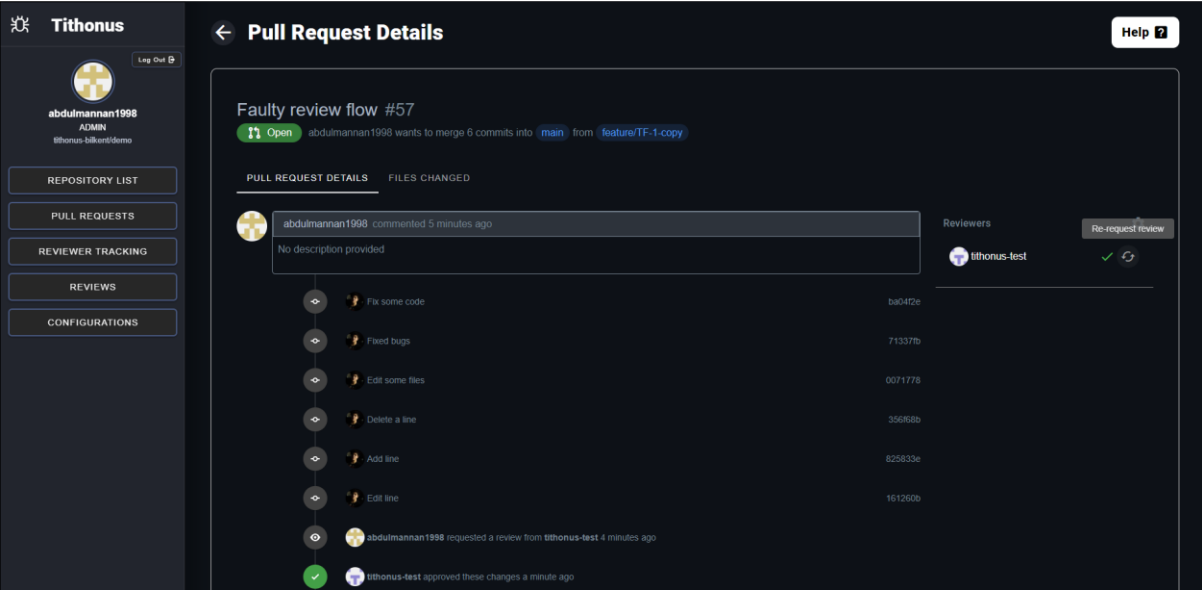 Tithonus
Log Out
abdulmannan1998
ADMIN
tithonus-bilkent/demo
REPOSITORY LIST
PULL REQUESTS
REVIEWER TRACKING
REVIEWS
CONFIGURATIONS
Pull Request Details
Help
Faulty review flow #57
Open abdulmannan1998 wants to merge 6 commits into main from feature/TF-1-copy
PULL REQUEST DETAILS FILES CHANGED
abdulmannan1998 commented 5 minutes ago
No description provided
Fix some code ba04f2e
Fixed bugs 71337fb
Edit some files 0071778
Delete a line 356f68b
Add line 825833e
Edit line 161260b
abdulmannan1998 requested a review from tithonus-test 4 minutes ago
tithonus-test approved these changes a minute ago
Reviewers
Re-request review
tithonus-test